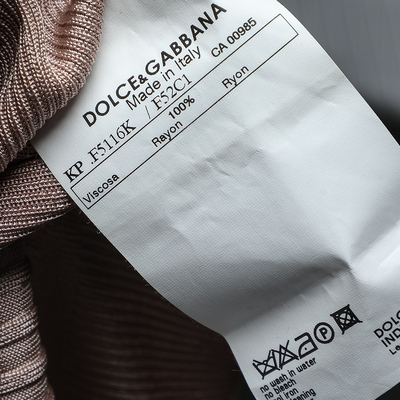 DOLCE&GABBANA
Made in Italy CA 00985
KP .F5116K / F52C1
100%
Viscosa Rayon Ryon
no wash in water
no bleach
ironing
DOLC
IND